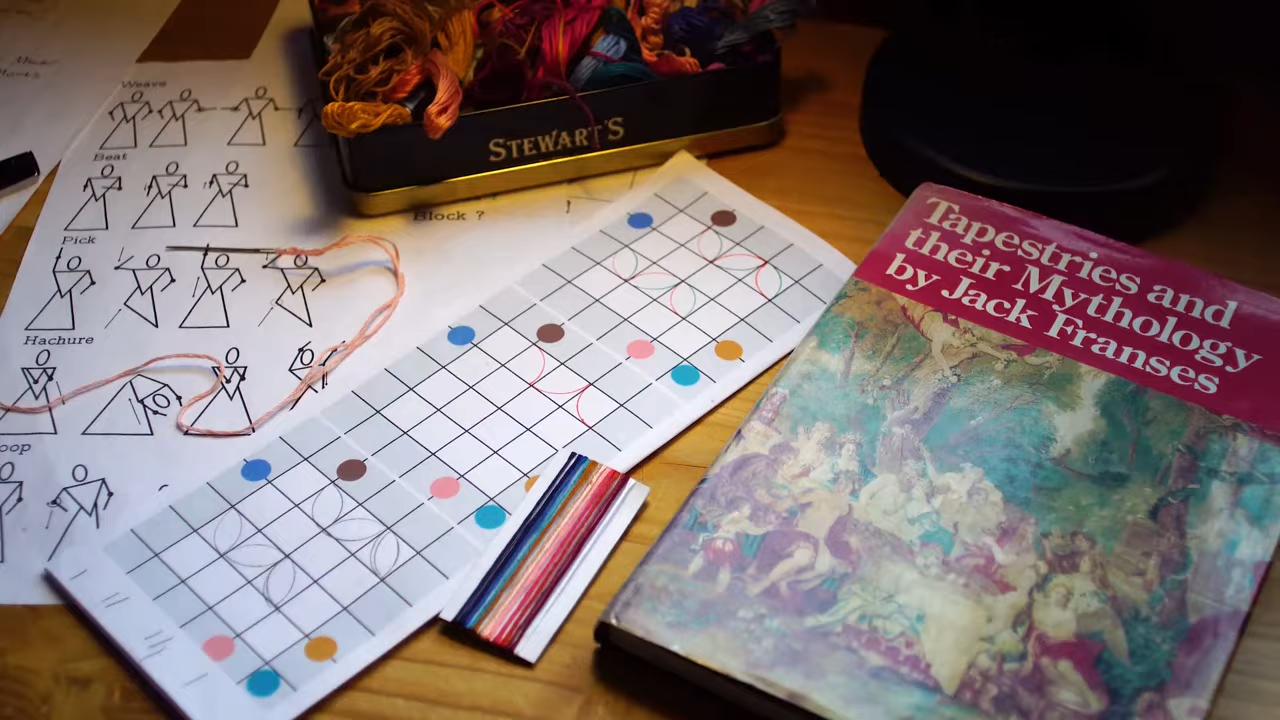 Weave
Beat
Pick
Hachure
oop
STEWART'S
Block ?
Tapestries and
their Mythology
by Jack Franses